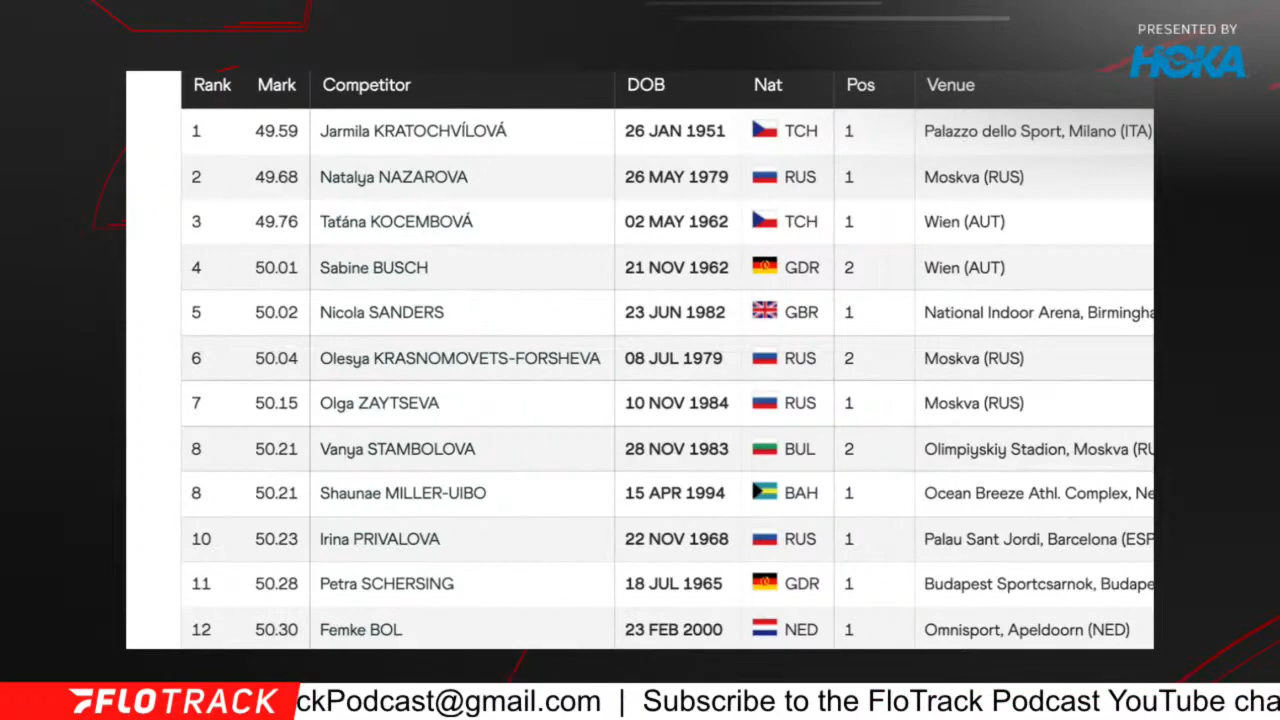 PRESENTED BY
HOKA
Rank Mark Competitor DOB Nat Pos Venue
1 49.59 Jarmila KRATOCHVÍLOVÁ 26 JAN 1951 TCH 1 Palazzo dello Sport, Milano (ITA)
2 49.68 Natalya NAZAROVA 26 MAY 1979 RUS 1 Moskva (RUS)
3 49.76 Taťána KOCEMBOVÁ 02 MAY 1962 TCH 1 Wien (AUT)
4 50.01 Sabine BUSCH 21 NOV 1962 GDR 2 Wien (AUT)
5 50.02 Nicola SANDERS 23 JUN 1982 GBR 1 National Indoor Arena, Birmingha
6 50.04 Olesya KRASNOMOVETS-FORSHEVA 08 JUL 1979 RUS 2 Moskva (RUS)
7 50.15 Olga ZAYTSEVA 10 NOV 1984 RUS 1 Moskva (RUS)
8 50.21 Vanya STAMBOLOVA 28 NOV 1983 BUL 2 Olimpiyskiy Stadion, Moskva (RU
8 50.21 Shaunae MILLER-UIBO 15 APR 1994 BAH 1 Ocean Breeze Athl. Complex, Ne
10 50.23 Irina PRIVALOVA 22 NOV 1968 RUS 1 Palau Sant Jordi, Barcelona (ESP
11 50.28 Petra SCHERSING 18 JUL 1965 GDR 1 Budapest Sportcsarnok, Budape
12 50.30 Femke BOL 23 FEB 2000 NED 1 Omnisport, Apeldoorn (NED)
FLOTRACK ckPodcast@gmail.com | Subscribe to the FloTrack Podcast YouTube cha